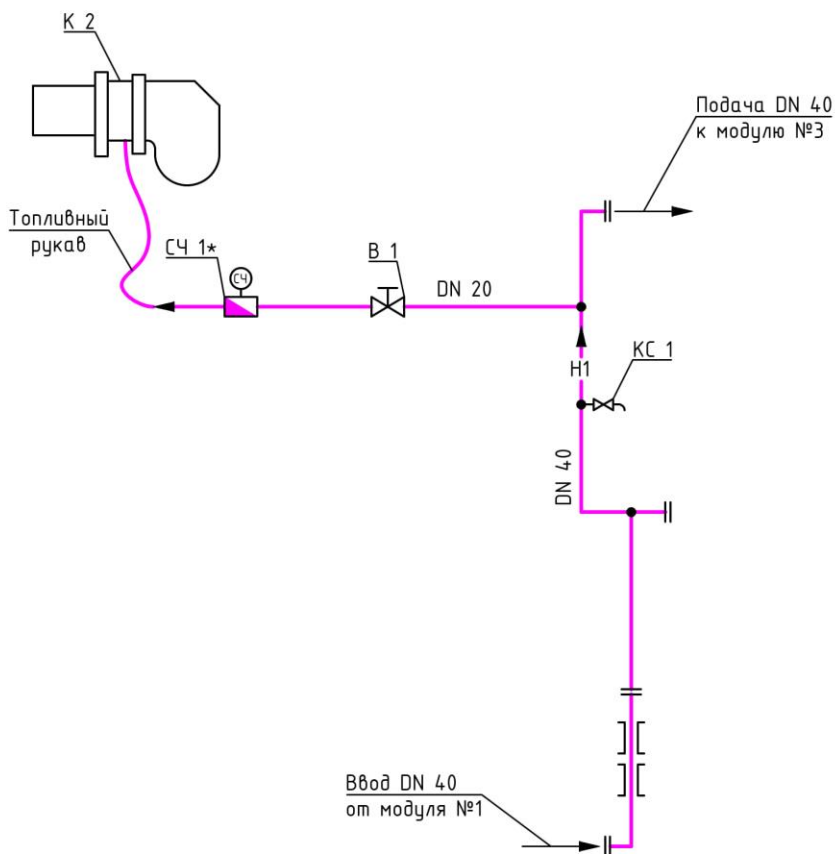 К 2
Подача DN 40
к модулю №3
Топливный
рукав
СЧ 1*
СЧ
В 1
DN 20
Н1
КС 1
DN 40
Ввод DN 40
от модуля №1